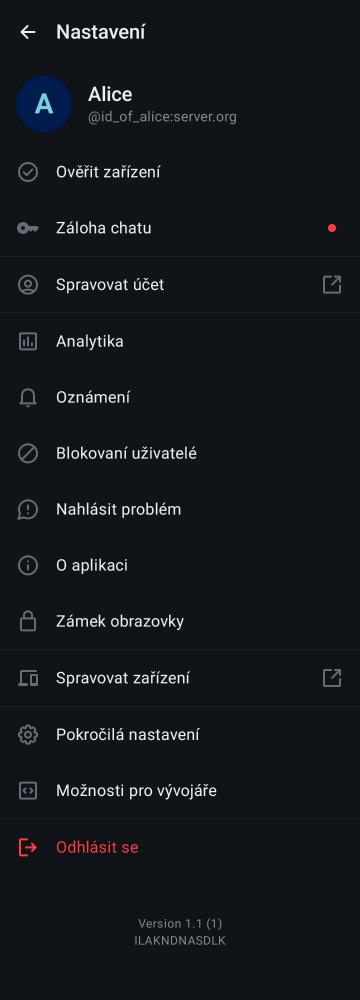 Nastavení
A
Alice
@id_of_alice:server.org
Ověřit zařízení
Záloha chatu
Spravovat účet
Analytika
Oznámení
Blokovaní uživatelé
Nahlásit problém
O aplikaci
Zámek obrazovky
Spravovat zařízení
Pokročilá nastavení
Možnosti pro vývojáře
Odhlásit se
Version 1.1 (1)
ILAKNDNASDLK